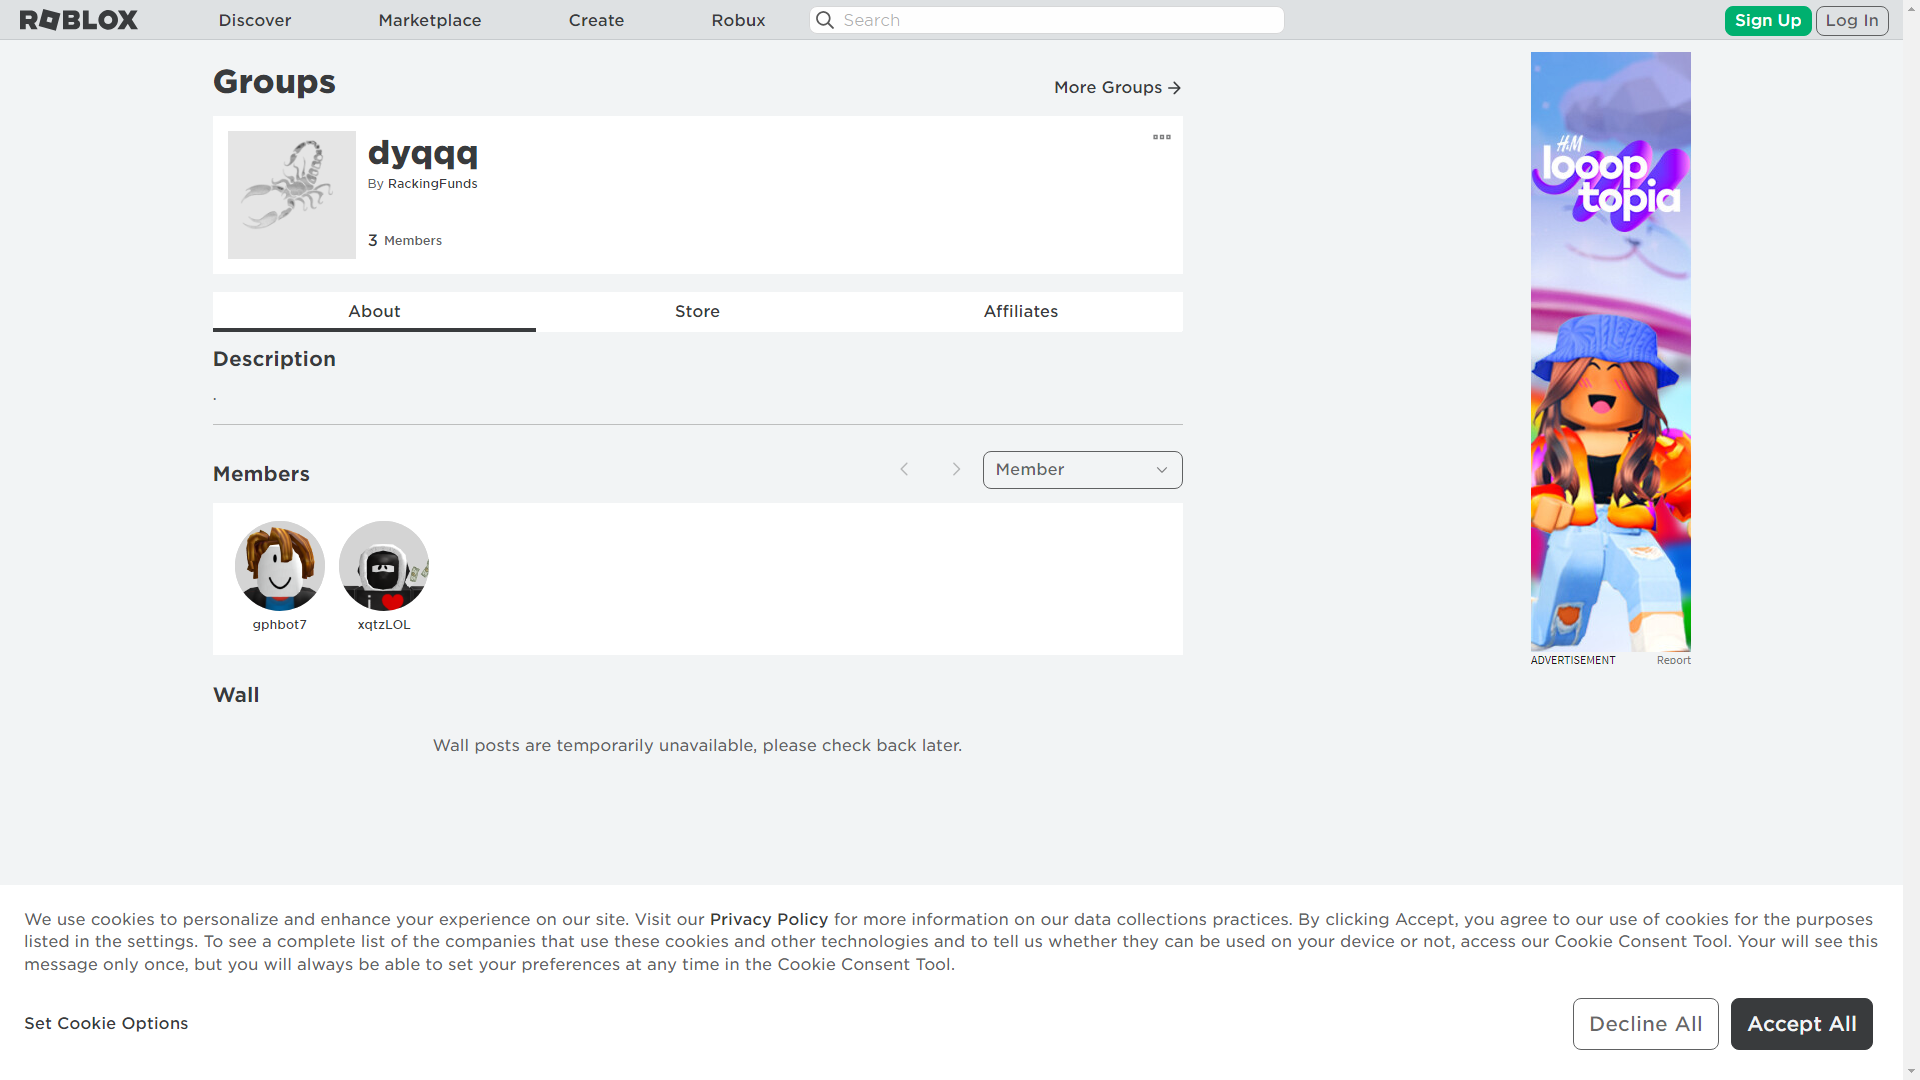 ROBLOX
Discover
Marketplace
Create
Robux
Search
Sign Up
Log In
Groups
More Groups
dyqqq
By RackingFunds
3 Members
About
Store
Affiliates
Description
.
Members
Member
gphbot7
xqtzLOL
i
Wall
Wall posts are temporarily unavailable, please check back later.
H&M
looop
topia
ADVERTISEMENT
Report
We use cookies to personalize and enhance your experience on our site. Visit our Privacy Policy for more information on our data collections practices. By clicking Accept, you agree to our use of cookies for the purposes
listed in the settings. To see a complete list of the companies that use these cookies and other technologies and to tell us whether they can be used on your device or not, access our Cookie Consent Tool. Your will see this
message only once, but you will always be able to set your preferences at any time in the Cookie Consent Tool.
Set Cookie Options
Decline All
Accept All